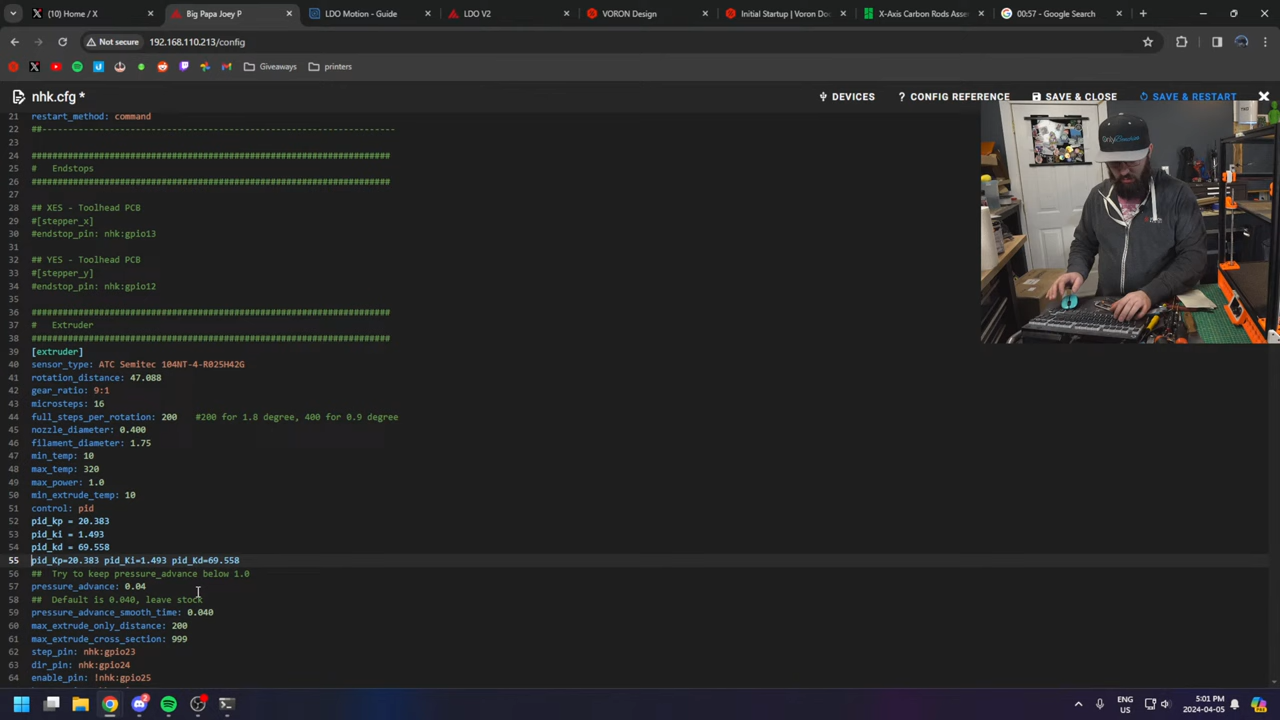 (10) Home / X
Big Papa Joey P
LDO Motion - Guide
LDO V2
VORON Design
Initial Startup | Voron Doc
X-Axis Carbon Rods Asse
00:57 - Google Search
Not secure
192.168.110.213/config
Giveaways
printers
nhk.cfg *
DEVICES
? CONFIG REFERENCE
SAVE & CLOSE
SAVE & RESTART
21 restart_method: command
22 ##--------------------------------------------------------------------
23
24 #####################################################################
25 #   Endstops
26 #####################################################################
27
28 ## XES - Toolhead PCB
29 #[stepper_x]
30 #endstop_pin: nhk:gpio13
31
32 ## YES - Toolhead PCB
33 #[stepper_y]
34 #endstop_pin: nhk:gpio12
35
36 #####################################################################
37 #   Extruder
38 #####################################################################
39 [extruder]
40 sensor_type: ATC Semitec 104NT-4-R025H42G
41 rotation_distance: 47.088
42 gear_ratio: 9:1
43 microsteps: 16
44 full_steps_per_rotation: 200    #200 for 1.8 degree, 400 for 0.9 degree
45 nozzle_diameter: 0.400
46 filament_diameter: 1.75
47 min_temp: 10
48 max_temp: 320
49 max_power: 1.0
50 min_extrude_temp: 10
51 control: pid
52 pid_kp = 20.383
53 pid_ki = 1.493
54 pid_kd = 69.558
55 pid_Kp=20.383 pid_Ki=1.493 pid_Kd=69.558
56 ##  Try to keep pressure_advance below 1.0
57 pressure_advance: 0.04
58 ##  Default is 0.040, leave stock
59 pressure_advance_smooth_time: 0.040
60 max_extrude_only_distance: 200
61 max_extrude_cross_section: 999
62 step_pin: nhk:gpio23
63 dir_pin: nhk:gpio24
64 enable_pin: !nhk:gpio25
ENG
US
5:01 PM
2024-04-05